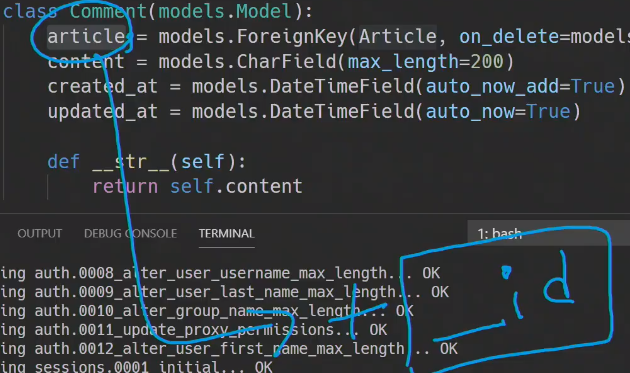 class Comment(models.Model):
article = models.ForeignKey(Article, on_delete=models
content = models.CharField(max_length=200)
created_at = models.DateTimeField(auto_now_add=True)
updated_at = models.DateTimeField(auto_now=True)
def __str__(self):
return self.content
OUTPUT DEBUG CONSOLE TERMINAL 1: bash
ing auth.0008_alter_user_username_max_length... OK
ing auth.0009_alter_user_last_name_max_length... OK
ing auth.0010_alter_group_name_max_length... OK
ing auth.0011_update_proxy_permissions... OK
ing auth.0012_alter_user_first_name_max_length... OK
ing sessions.0001_initial... OK
+ _id